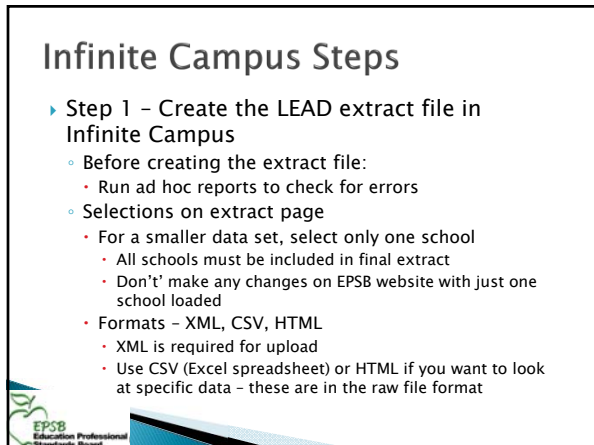 Infinite Campus Steps
Step 1 – Create the LEAD extract file in
Infinite Campus
Before creating the extract file:
Run ad hoc reports to check for errors
Selections on extract page
For a smaller data set, select only one school
All schools must be included in final extract
Don't' make any changes on EPSB website with just one
school loaded
Formats – XML, CSV, HTML
XML is required for upload
Use CSV (Excel spreadsheet) or HTML if you want to look
at specific data – these are in the raw file format
EPSB
Education Professional
Standards Board